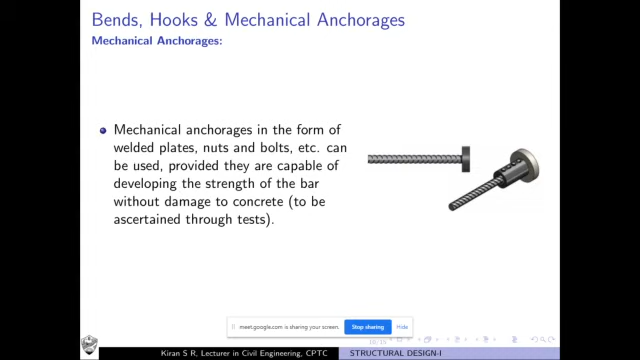 Bends, Hooks & Mechanical Anchorages
Mechanical Anchorages:
Mechanical anchorages in the form of
welded plates, nuts and bolts, etc. can
be used, provided they are capable of
developing the strength of the bar
without damage to concrete (to be
ascertained through tests).
meet.google.com is sharing your screen.
Stop sharing
Hide
Kiran S R, Lecturer in Civil Engineering, CPTC
STRUCTURAL DESIGN-I